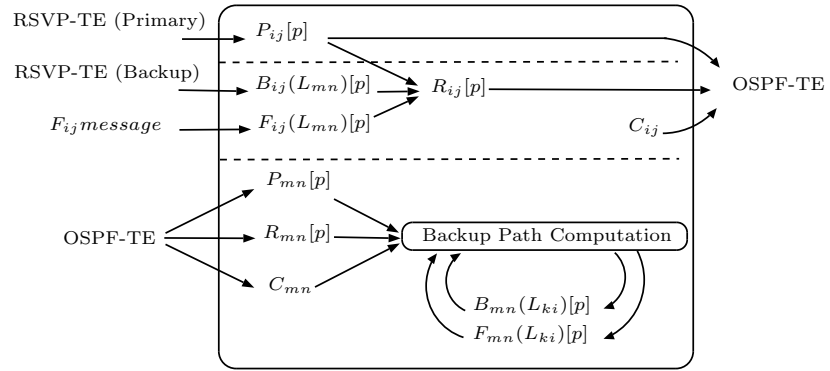 RSVP-TE (Primary)
P_{ij}[p]
RSVP-TE (Backup)
B_{ij}(L_{mn})[p]
R_{ij}[p]
OSPF-TE
F_{ij}message
F_{ij}(L_{mn})[p]
C_{ij}
P_{mn}[p]
OSPF-TE
R_{mn}[p]
Backup Path Computation
C_{mn}
B_{mn}(L_{ki})[p]
F_{mn}(L_{ki})[p]